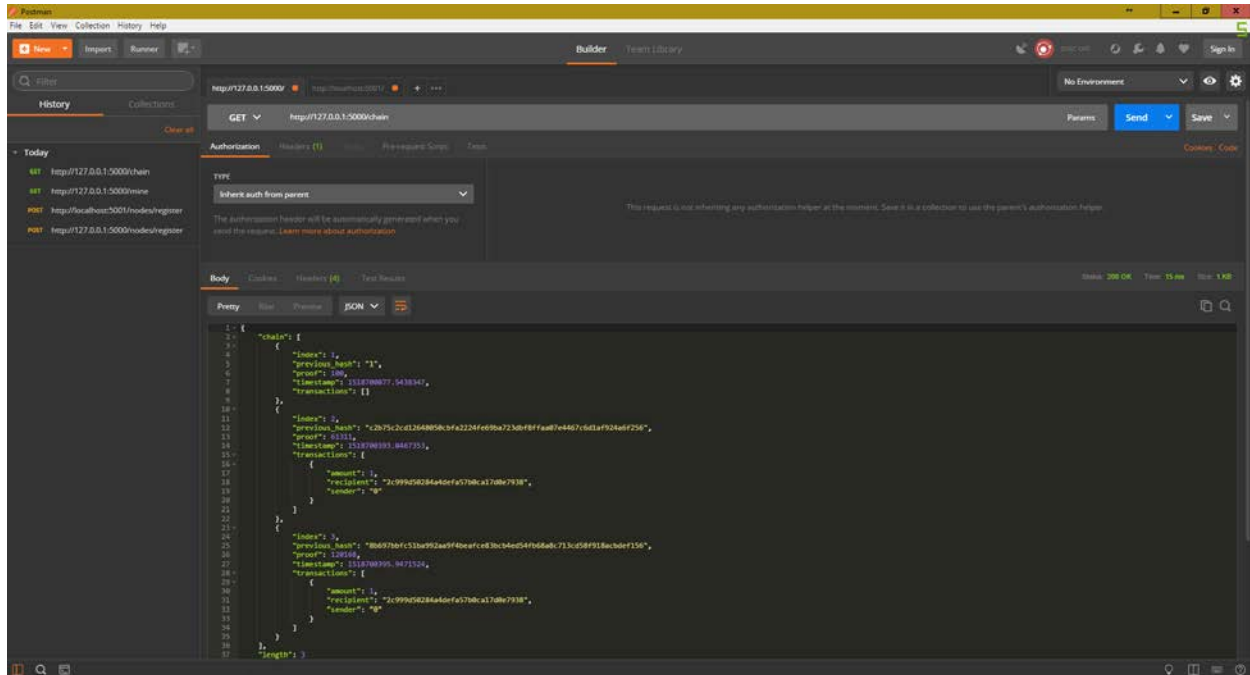 Postman
File Edit View Collection History Help
New Import Runner Builder Team Library Sign In
Filter
http://127.0.0.1:5000/ http://localhost:5001/ + ••• No Environment
History Collections
GET http://127.0.0.1:5000/chain Params Send Save
Clear all
Authorization Headers (1) Body Pre-request Script Tests Cookies Code
Today
GET http://127.0.0.1:5000/chain
GET http://127.0.0.1:5000/mine
POST http://localhost:5001/nodes/register
POST http://127.0.0.1:5000/nodes/register
TYPE
Inherit auth from parent
The authorization header will be automatically generated when you
send the request. Learn more about authorization
This request is not inheriting any authorization helper at the moment. Save it in a collection to use the parent's authorization helper.
Body Cookies Headers (4) Test Results Status: 200 OK Time: 15 ms Size: 1 KB
Pretty Raw Preview JSON
1 {
2 "chain": [
3 {
4 "index": 1,
5 "previous_hash": "1",
6 "proof": 100,
7 "timestamp": 1518700077.5438347,
8 "transactions": []
9 },
10 {
11 "index": 2,
12
13 "proof": 61311,
14 "timestamp": 1518700393.0467353,
15 "transactions": [
16 {
17 "amount": 1,
18 "recipient": "2c999d50284a4defa57b0ca17d0e7938",
19 "sender": "0"
20 }
21 ]
22 },
23 {
24 "index": 3,
25
26 "proof": 120168,
27 "timestamp": 1518700395.9471524,
28 "transactions": [
29 {
30 "amount": 1,
31 "recipient": "2c999d50284a4defa57b0ca17d0e7938",
32 "sender": "0"
33 }
34 ]
35 }
36 ],
37 "length": 3